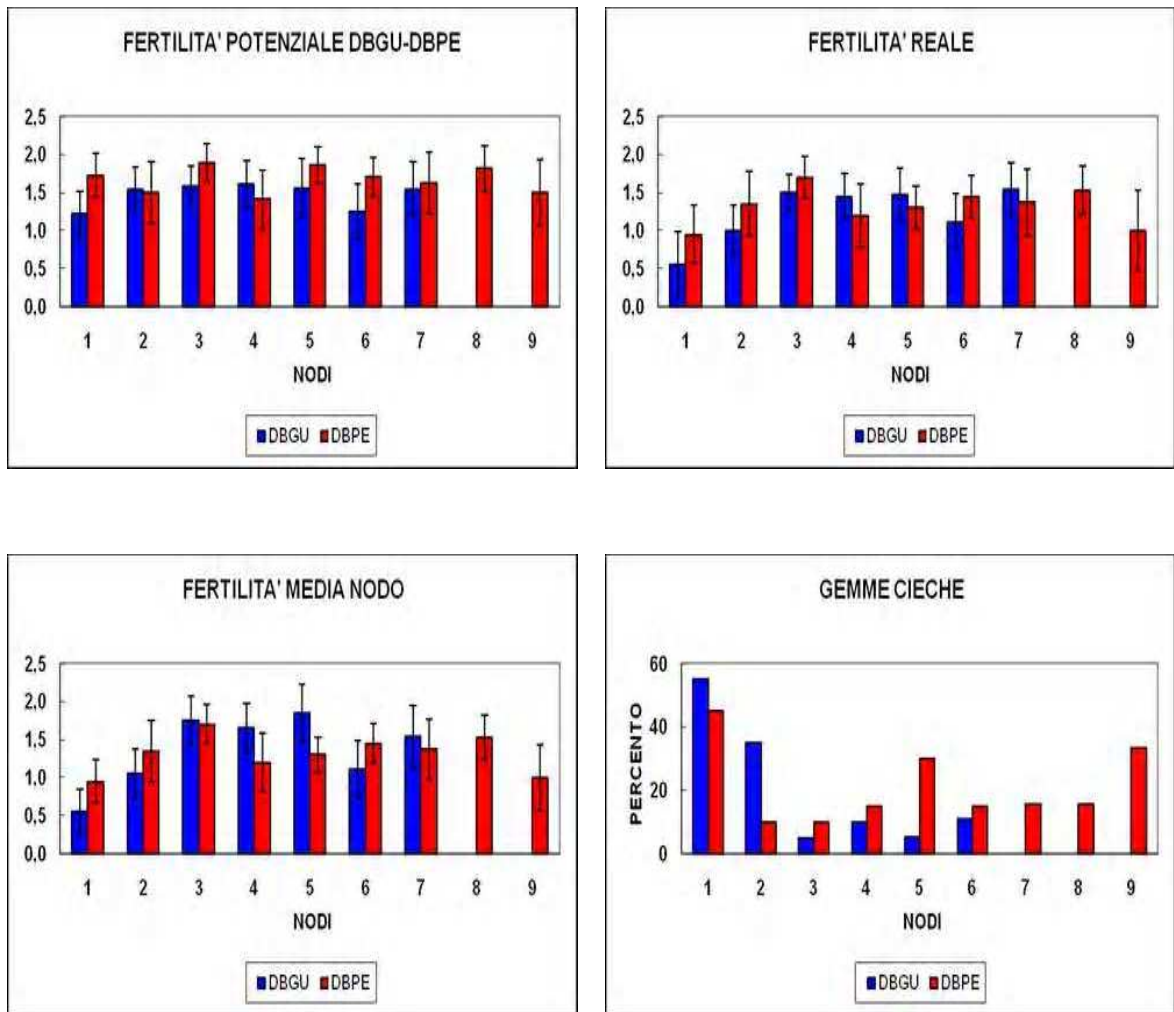 FERTILITA' POTENZIALE DBGU-DBPE
2,5
2,0
1,5
1,0
0,5
0,0
1 2 3 4 5 6 7 8 9
NODI
DBGU DBPE
FERTILITA' REALE
2,5
2,0
1,5
1,0
0,5
0,0
1 2 3 4 5 6 7 8 9
NODI
DBGU DBPE
FERTILITA' MEDIA NODO
2,5
2,0
1,5
1,0
0,5
0,0
1 2 3 4 5 6 7 8 9
NODI
DBGU DBPE
GEMME CIECHE
PERCENTO
60
40
20
0
1 2 3 4 5 6 7 8 9
NODI
DBGU DBPE